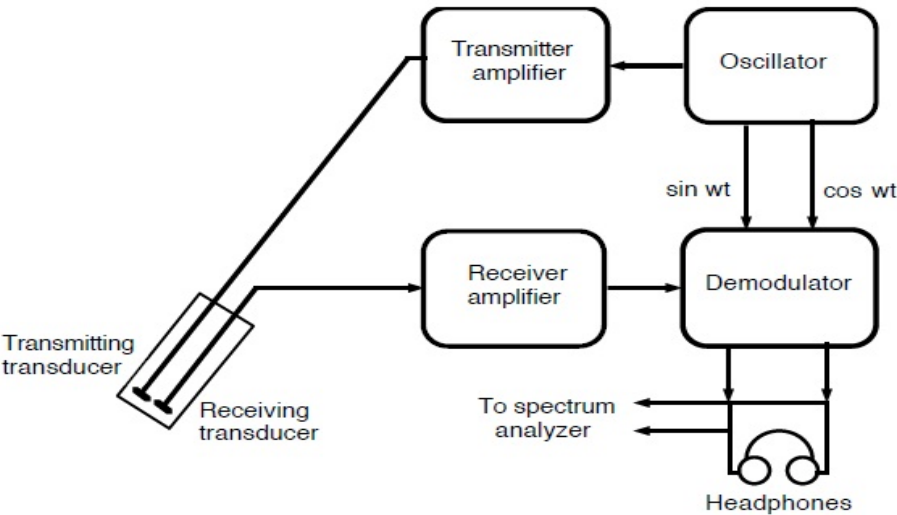 Transmitter
amplifier
Oscillator
sin wt
cos wt
Receiver
amplifier
Demodulator
Transmitting
transducer
Receiving
transducer
To spectrum
analyzer
Headphones